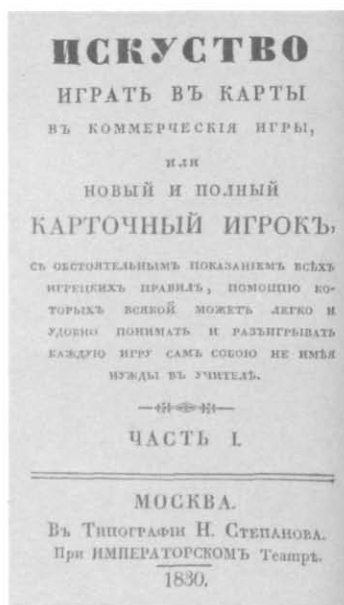 ИСКУСТВО
ИГРАТЬ ВЪ КАРТЫ
ВЪ КОММЕРЧЕСКІЯ ИГРЫ,
ИЛИ
НОВЫЙ И ПОЛНЫЙ
КАРТОЧНЫЙ ИГРОКЪ,
СЪ ОБСТОЯТЕЛЬНЫМЪ ПОКАЗАНІЕМЪ ВСѢХЪ
ИГРЕЦКИХЪ ПРАВИЛЪ, ПОМОЩІЮ КО-
ТОРЫХЪ ВСЯКОЙ МОЖЕТЪ ЛЕГКО И
УДОБНО ПОНИМАТЬ И РАЗЪИГРЫВАТЬ
КАЖДУЮ ИГРУ САМЪ СОБОЮ НЕ ИМѢЯ
НУЖДЫ ВЪ УЧИТЕЛѢ.
ЧАСТЬ I.
МОСКВА.
Въ Типографіи Н. Степанова.
При ИМПЕРАТОРСКОМЪ Театрѣ.
1830.